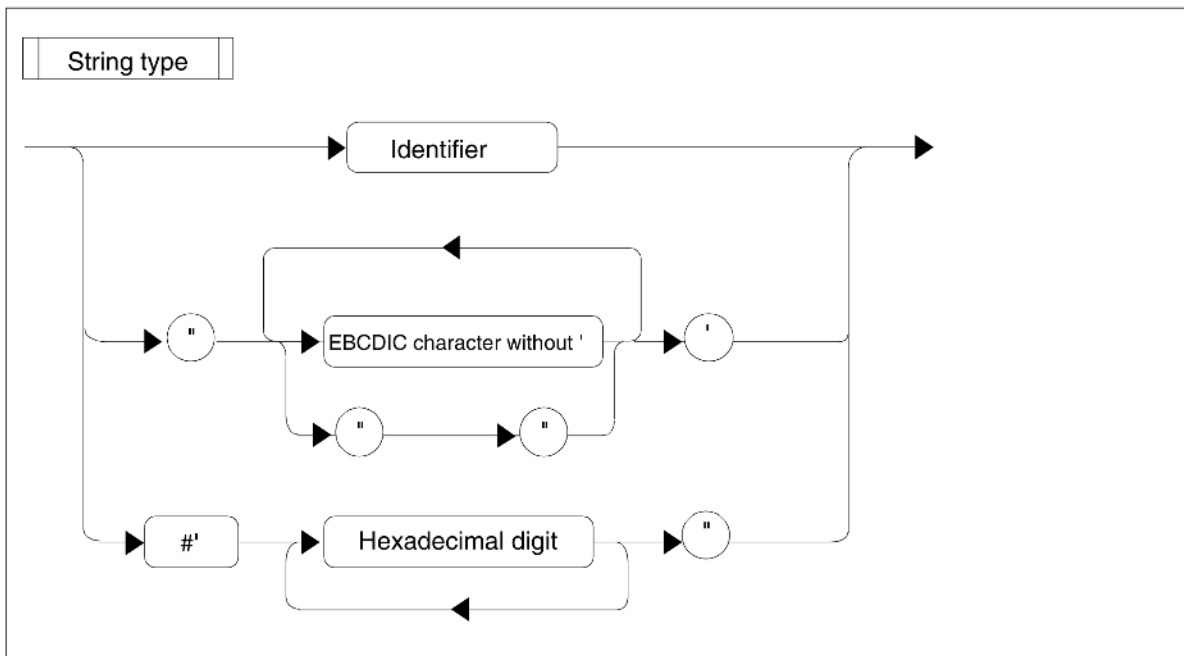 String type
Identifier
" EBCDIC character without ' '
" "
#' Hexadecimal digit "